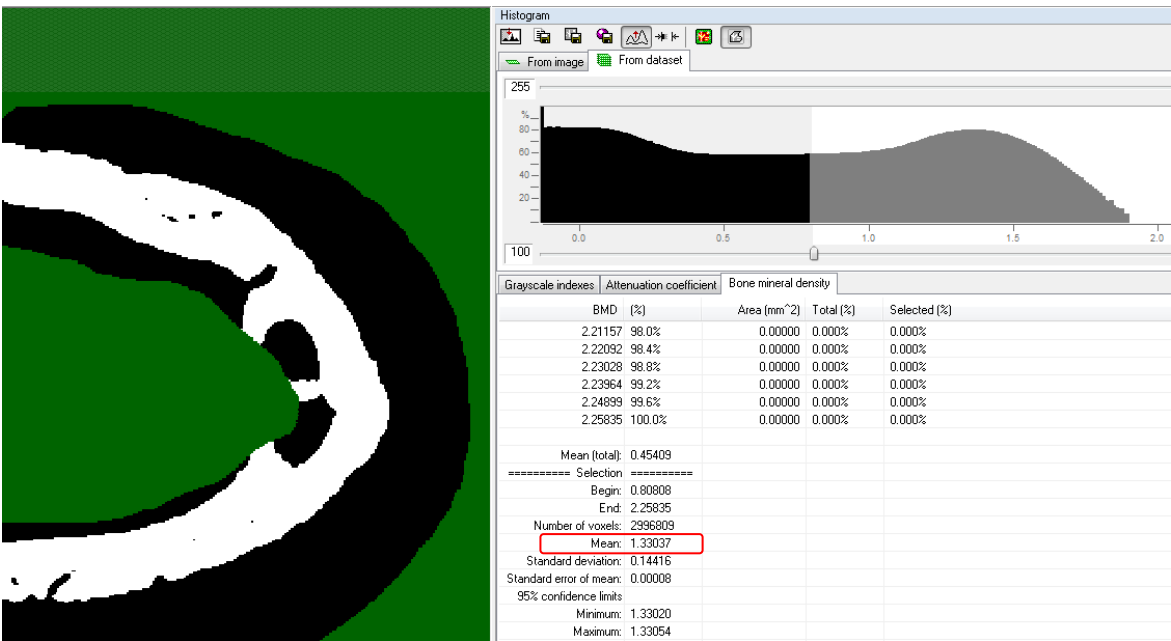 Histogram
From image From dataset
255
%
80
60
40
20
0.0 0.5 1.0 1.5 2.0
100
Grayscale indexes Attenuation coefficient Bone mineral density
BMD (%) Area (mm^2) Total (%) Selected (%)
2.21157 98.0% 0.00000 0.000% 0.000%
2.22092 98.4% 0.00000 0.000% 0.000%
2.23028 98.8% 0.00000 0.000% 0.000%
2.23964 99.2% 0.00000 0.000% 0.000%
2.24899 99.6% 0.00000 0.000% 0.000%
2.25835 100.0% 0.00000 0.000% 0.000%
Mean (total): 0.45409
========== Selection ==========
Begin: 0.80808
End: 2.25835
Number of voxels: 2996809
Mean: 1.33037
Standard deviation: 0.14416
Standard error of mean: 0.00008
95% confidence limits
Minimum: 1.33020
Maximum: 1.33054